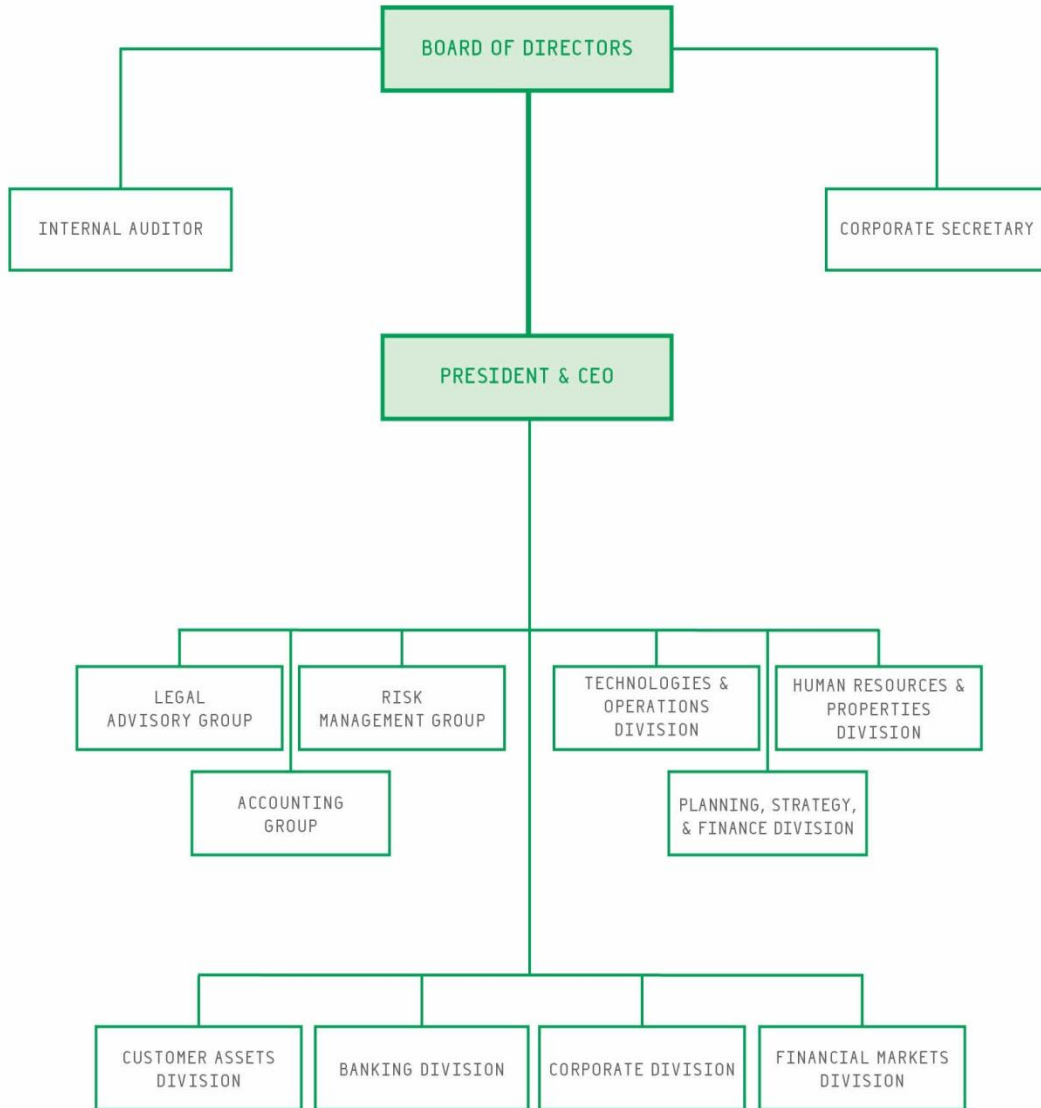 BOARD OF DIRECTORS
INTERNAL AUDITOR
CORPORATE SECRETARY
PRESIDENT & CEO
LEGAL
ADVISORY GROUP
RISK
MANAGEMENT GROUP
TECHNOLOGIES &
OPERATIONS
DIVISION
HUMAN RESOURCES &
PROPERTIES
DIVISION
ACCOUNTING
GROUP
PLANNING, STRATEGY,
& FINANCE DIVISION
CUSTOMER ASSETS
DIVISION
BANKING DIVISION
CORPORATE DIVISION
FINANCIAL MARKETS
DIVISION